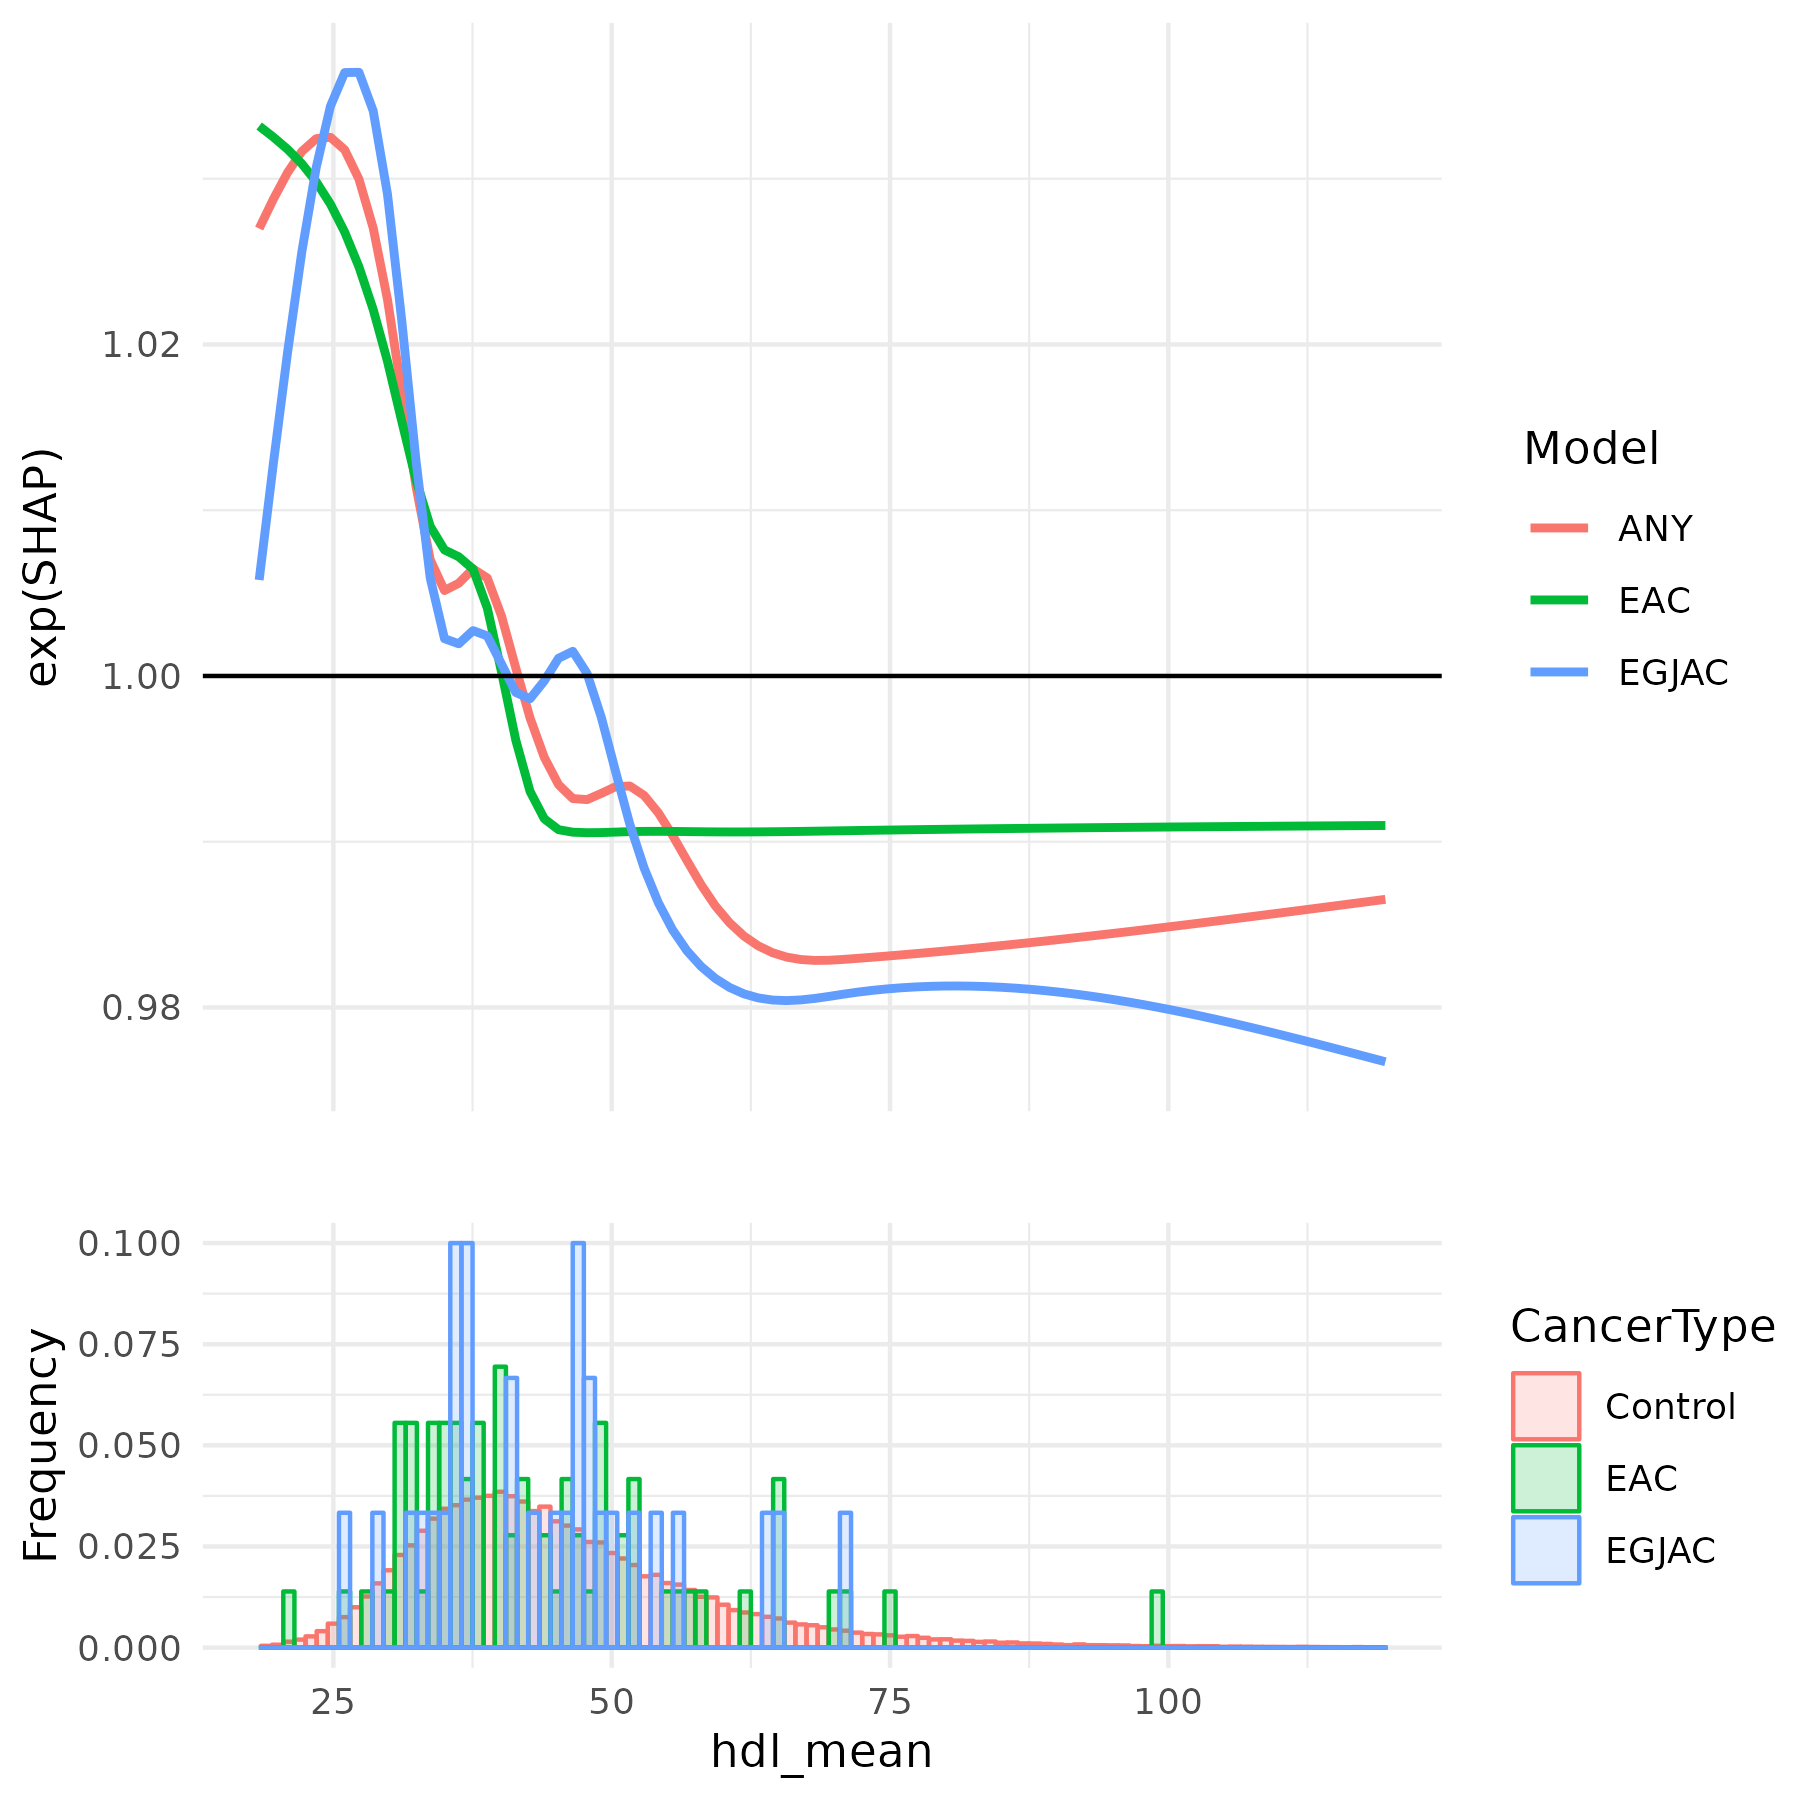 exp(SHAP)
1.02
1.00
0.98
Model
ANY
EAC
EGJAC
Frequency
0.100
0.075
0.050
0.025
0.000
25 50 75 100
hdl_mean
CancerType
Control
EAC
EGJAC